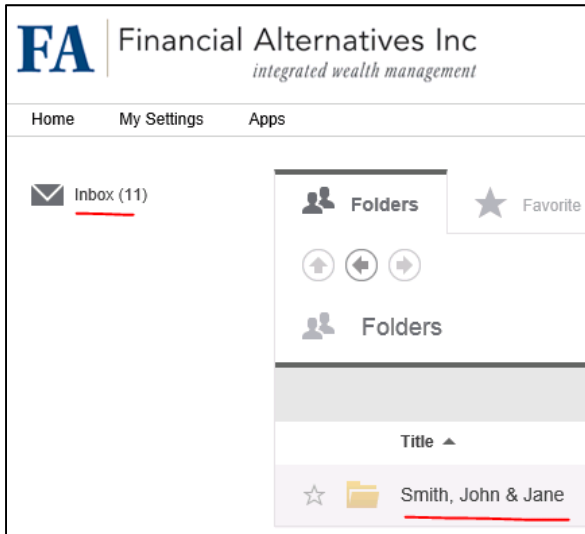 FA Financial Alternatives Inc
integrated wealth management
Home My Settings Apps
Inbox (11)
Folders Favorite
Folders
Title
Smith, John & Jane